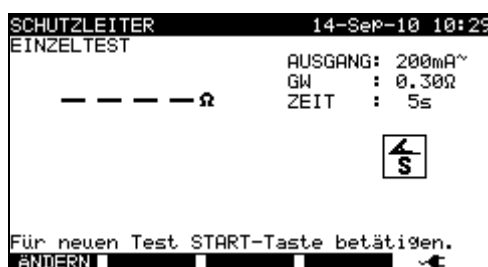 SCHUTZLEITER 14-Sep-10 10:29
EINZELTEST
AUSGANG: 200mA~
GW : 0.30Ω
ZEIT : 5s
– – – – Ω
S
Für neuen Test START-Taste betätigen.
ÄNDERN